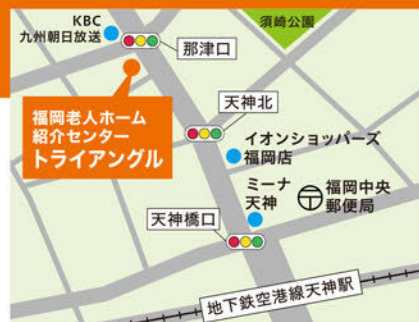 KBC
九州朝日放送
須崎公園
那津口
福岡老人ホーム
紹介センター
トライアングル
天神北
イオンショッパーズ
福岡店
ミーナ
天神
福岡中央
郵便局
天神橋口
地下鉄空港線天神駅